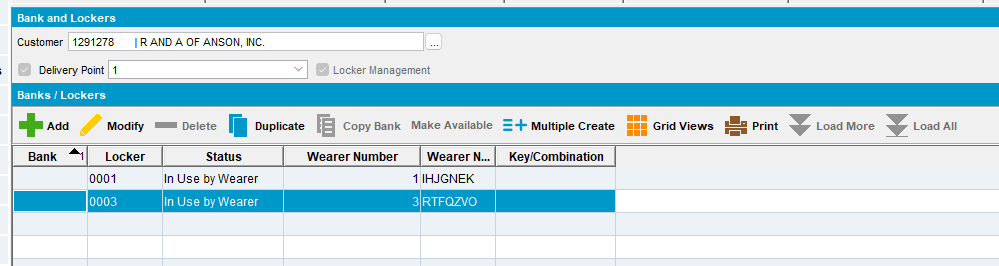 Bank and Lockers
Customer 1291278 | R AND A OF ANSON, INC. ...
Delivery Point 1 Locker Management
Banks / Lockers
Add Modify Delete Duplicate Copy Bank Make Available Multiple Create Grid Views Print Load More Load All
Bank 1 Locker Status Wearer Number Wearer N... Key/Combination
0001 In Use by Wearer 1 IHJGNEK
0003 In Use by Wearer 3 RTFQZVO